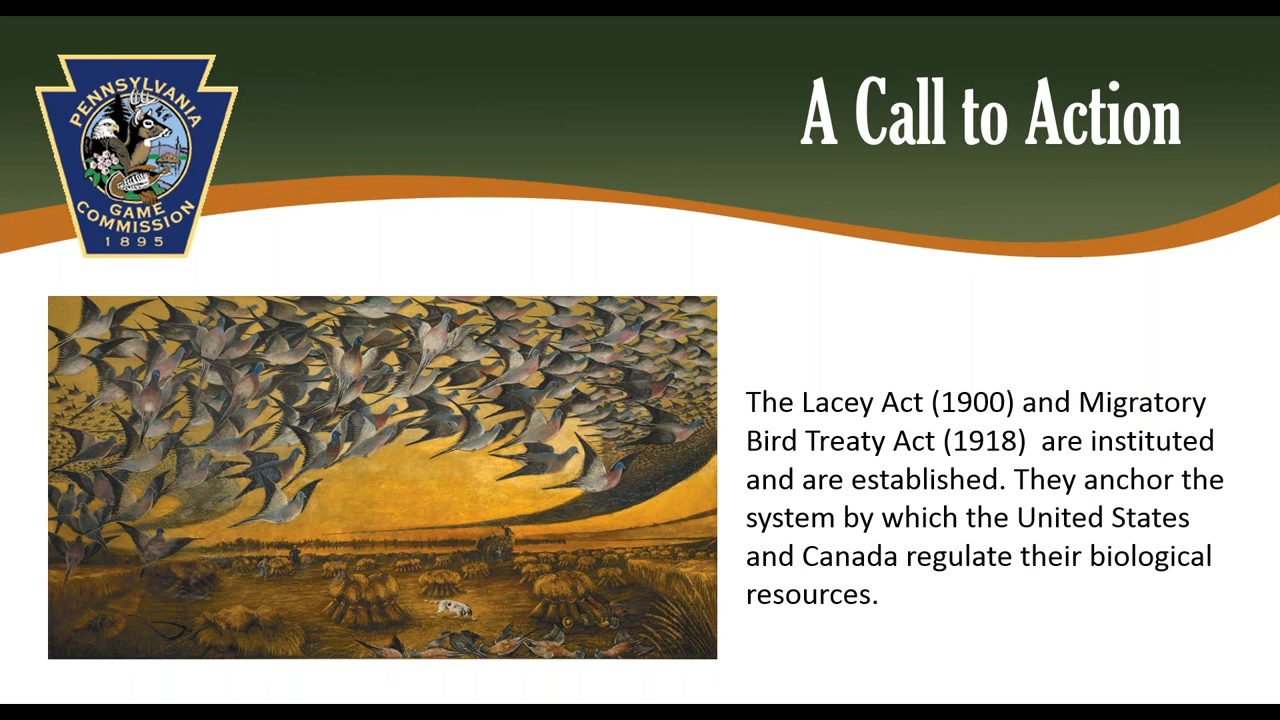 PENNSYLVANIA
GAME
COMMISSION
1895
A Call to Action
The Lacey Act (1900) and Migratory
Bird Treaty Act (1918)  are instituted
and are established. They anchor the
system by which the United States
and Canada regulate their biological
resources.